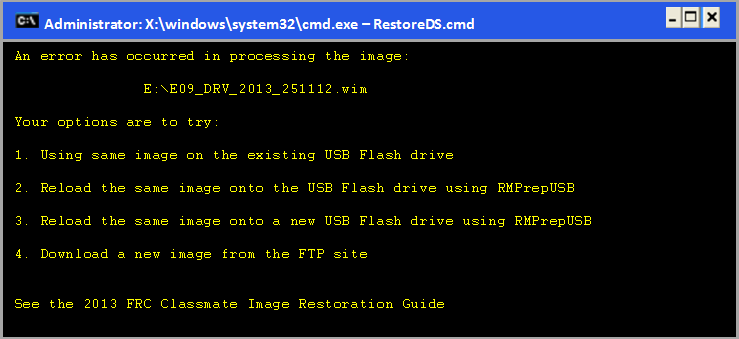 Administrator: X:\windows\system32\cmd.exe – RestoreDS.cmd
An error has occurred in processing the image:
E:\E09_DRV_2013_251112.wim
Your options are to try:
1. Using same image on the existing USB Flash drive
2. Reload the same image onto the USB Flash drive using RMPrepUSB
3. Reload the same image onto a new USB Flash drive using RMPrepUSB
4. Download a new image from the FTP site
See the 2013 FRC Classmate Image Restoration Guide